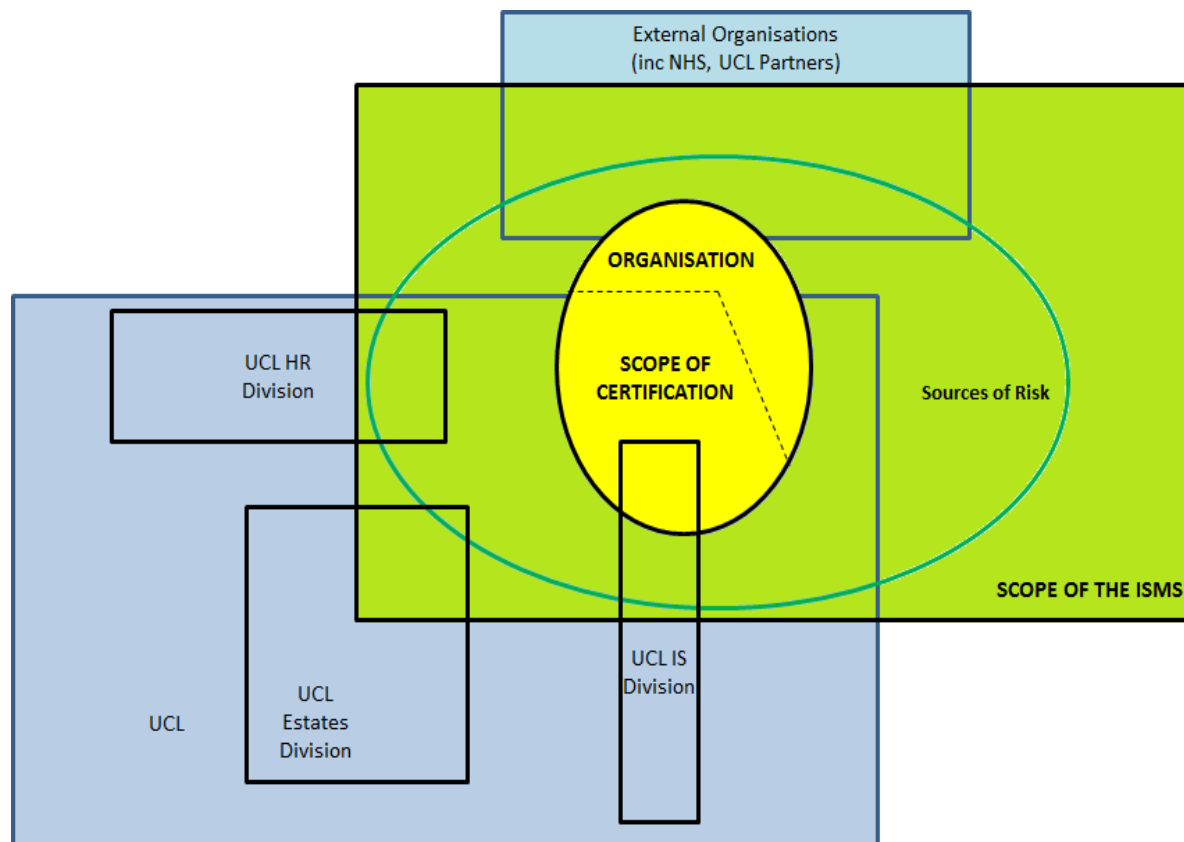 External Organisations
(inc NHS, UCL Partners)
ORGANISATION
SCOPE OF
CERTIFICATION
UCL HR
Division
Sources of Risk
SCOPE OF THE ISMS
UCL IS
Division
UCL
UCL
Estates
Division